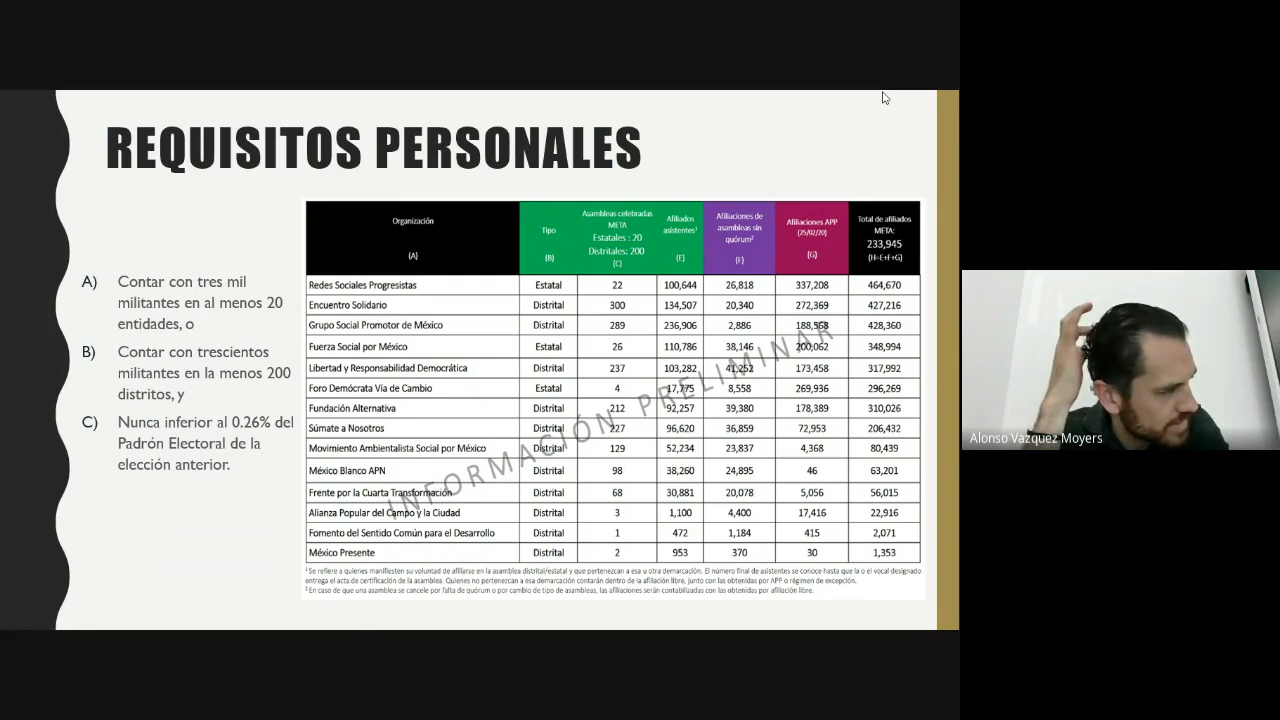 REQUISITOS PERSONALES
A) Contar con tres mil
militantes en al menos 20
entidades, o
B) Contar con trescientos
militantes en la menos 200
distritos, y
C) Nunca inferior al 0.26% del
Padrón Electoral de la
elección anterior.
Organización (A) Tipo (B) Asambleas celebradas META Estatales : 20 Distritales: 200 (C) Afiliados asistentes¹ (E) Afiliaciones de asambleas sin quórum² (F) Afiliaciones APP (25/02/20) (G) Total de afiliados META: 233,945 (H=E+F+G)
Redes Sociales Progresistas Estatal 22 100,644 26,818 337,208 464,670
Encuentro Solidario Distrital 300 134,507 20,340 272,369 427,216
Grupo Social Promotor de México Distrital 289 236,906 2,886 188,568 428,360
Fuerza Social por México Estatal 26 110,786 38,146 200,062 348,994
Libertad y Responsabilidad Democrática Distrital 237 103,282 41,252 173,458 317,992
Foro Demócrata Vía de Cambio Estatal 4 17,775 8,558 269,936 296,269
Fundación Alternativa Distrital 212 92,257 39,380 178,389 310,026
Súmate a Nosotros Distrital 227 96,620 36,859 72,953 206,432
Movimiento Ambientalista Social por México Distrital 129 52,234 23,837 4,368 80,439
México Blanco APN Distrital 98 38,260 24,895 46 63,201
Frente por la Cuarta Transformación Distrital 68 30,881 20,078 5,056 56,015
Alianza Popular del Campo y la Ciudad Distrital 3 1,100 4,400 17,416 22,916
Fomento del Sentido Común para el Desarrollo Distrital 1 472 1,184 415 2,071
México Presente Distrital 2 953 370 30 1,353
INFORMACIÓN PRELIMINAR
¹ Se refiere a quienes manifiesten su voluntad de afiliarse en la asamblea distrital/estatal y que pertenezcan a esa u otra demarcación. El número final de asistentes se conoce hasta que la o el vocal designado
entrega el acta de certificación de la asamblea. Quienes no pertenezcan a esa demarcación contarán dentro de la afiliación libre, junto con las obtenidas por APP o régimen de excepción.
² En caso de que una asamblea se cancele por falta de quórum o por cambio de tipo de asambleas, las afiliaciones serán contabilizadas con las obtenidas por afiliación libre.
Alonso Vazquez Moyers